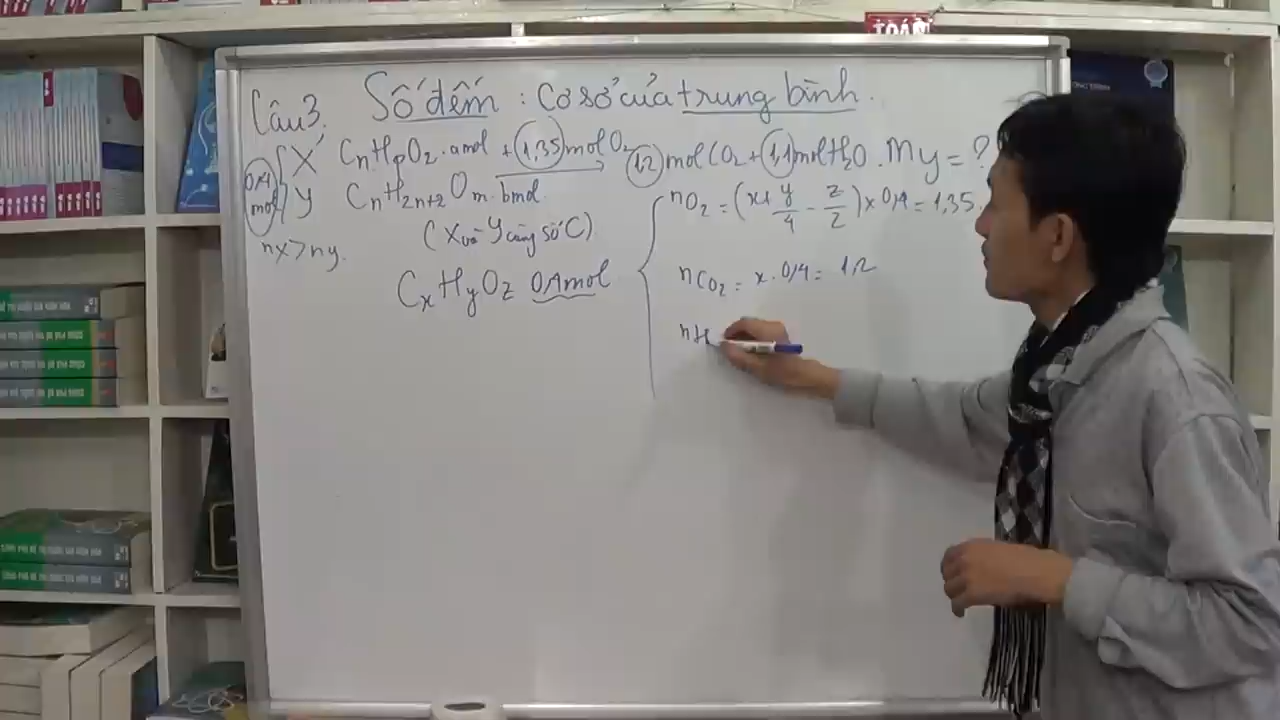 TOÁN
Câu 3. Số đếm : Cơ sở của trung bình.
0,4 mol { X CnHpO2 : a mol + 1,35 mol O2 → 1,2 mol CO2 + 1,1 mol H2O . My = ?
Y CnH2n+2Om . b mol.
nx > ny. (X và Y cùng số C)
CxHyOz 0,4 mol
nO2 = (x + y/4 - z/2) x 0,4 = 1,35.
nCO2 = x . 0,4 = 1,2
nH